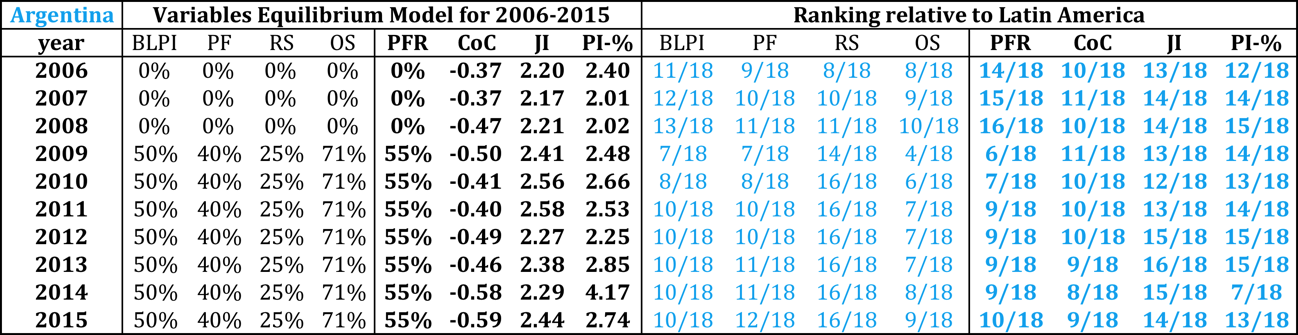 Argentina Variables Equilibrium Model for 2006-2015 Ranking relative to Latin America
year BLPI PF RS OS PFR CoC JI PI-% BLPI PF RS OS PFR CoC JI PI-%
2006 0% 0% 0% 0% 0% -0.37 2.20 2.40 11/18 9/18 8/18 8/18 14/18 10/18 13/18 12/18
2007 0% 0% 0% 0% 0% -0.37 2.17 2.01 12/18 10/18 10/18 9/18 15/18 11/18 14/18 14/18
2008 0% 0% 0% 0% 0% -0.47 2.21 2.02 13/18 11/18 11/18 10/18 16/18 10/18 14/18 15/18
2009 50% 40% 25% 71% 55% -0.50 2.41 2.48 7/18 7/18 14/18 4/18 6/18 11/18 13/18 14/18
2010 50% 40% 25% 71% 55% -0.41 2.56 2.66 8/18 8/18 16/18 6/18 7/18 10/18 12/18 13/18
2011 50% 40% 25% 71% 55% -0.40 2.58 2.53 10/18 10/18 16/18 7/18 9/18 10/18 13/18 14/18
2012 50% 40% 25% 71% 55% -0.49 2.27 2.25 10/18 10/18 16/18 7/18 9/18 10/18 15/18 15/18
2013 50% 40% 25% 71% 55% -0.46 2.38 2.85 10/18 11/18 16/18 7/18 9/18 9/18 16/18 15/18
2014 50% 40% 25% 71% 55% -0.58 2.29 4.17 10/18 11/18 16/18 8/18 9/18 8/18 15/18 7/18
2015 50% 40% 25% 71% 55% -0.59 2.44 2.74 10/18 12/18 16/18 8/18 10/18 9/18 14/18 13/18